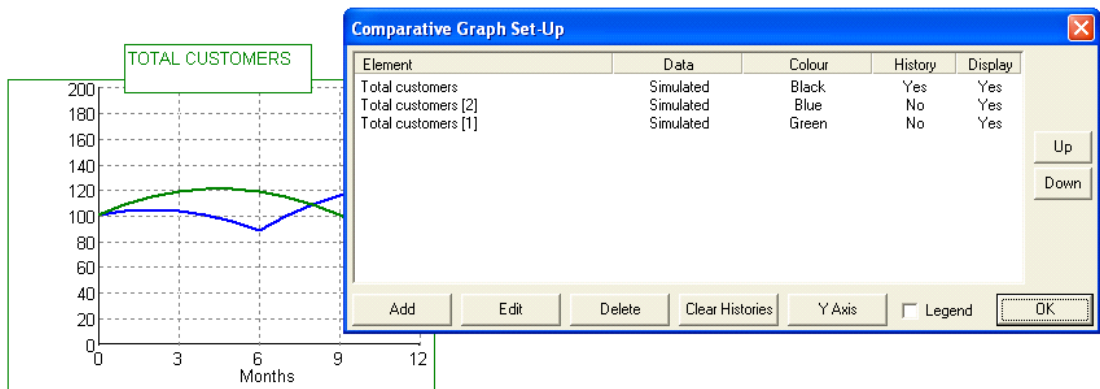 TOTAL CUSTOMERS
200
180
160
140
120
100
80
60
40
20
0
0 3 6 9 12
Months
Comparative Graph Set-Up
Element Data Colour History Display
Total customers Simulated Black Yes Yes
Total customers [2] Simulated Blue No Yes
Total customers [1] Simulated Green No Yes
Up
Down
Add Edit Delete Clear Histories Y Axis Legend OK